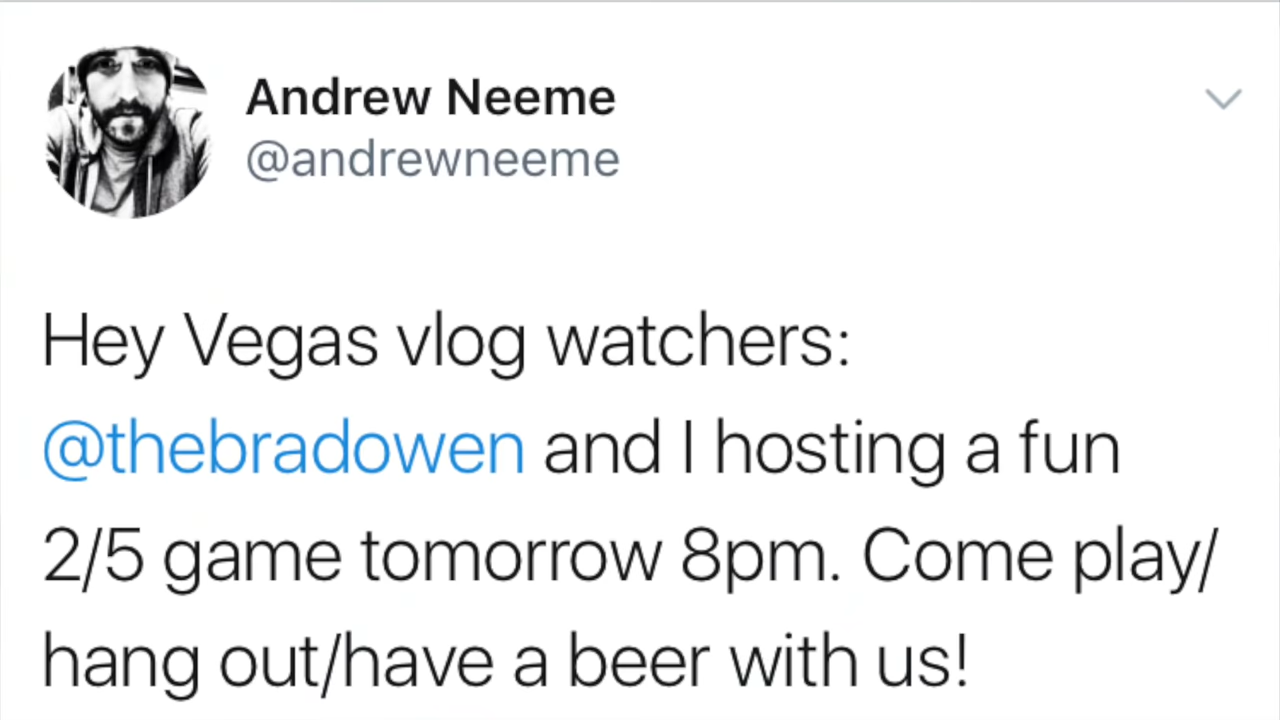 Andrew Neeme
@andrewneeme
Hey Vegas vlog watchers:
@thebradowen and I hosting a fun
2/5 game tomorrow 8pm. Come play/
hang out/have a beer with us!